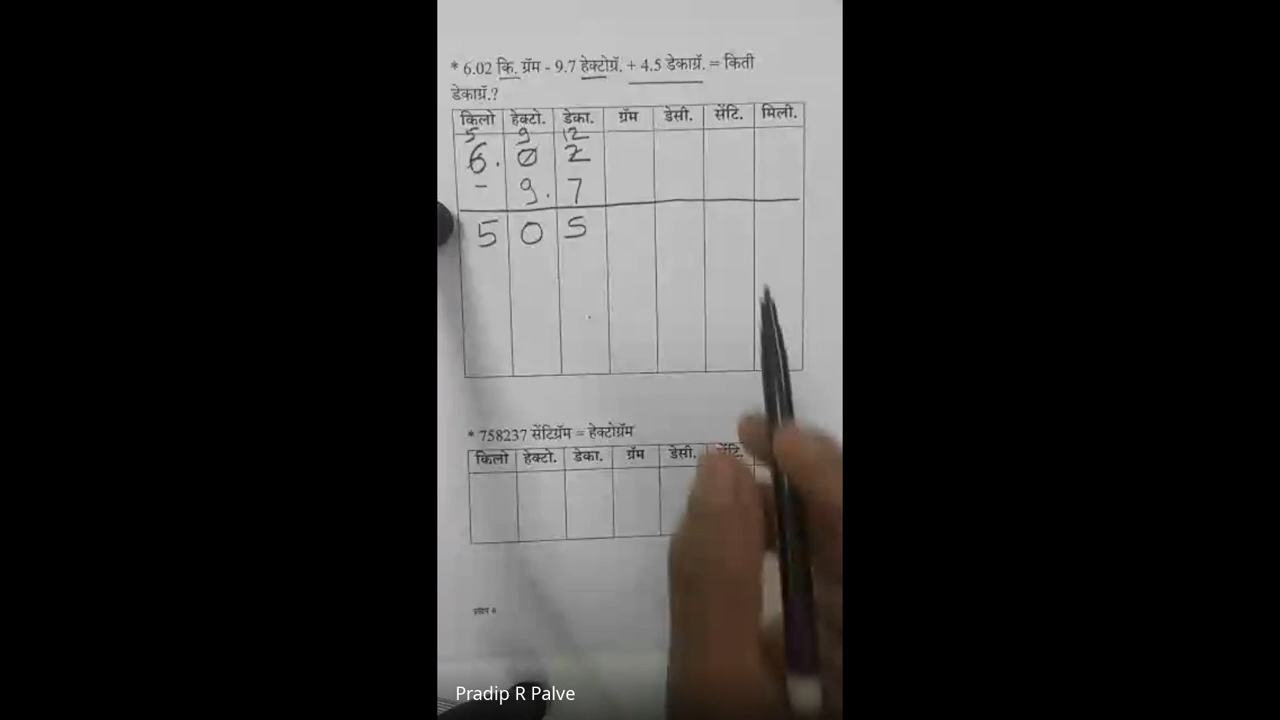 * 6.02 कि. ग्रॅम - 9.7 हेक्टोग्रॅ. + 4.5 डेकाग्रॅ. = किती
डेकाग्रॅ.?
किलो हेक्टो. डेका. ग्रॅम डेसी. सेंटि. मिली.
5 9 12
6. 0 2
- 9. 7
5 0 5
* 758237 सेंटिग्रॅम = हेक्टोग्रॅम
किलो हेक्टो. डेका. ग्रॅम डेसी. सेंटि.
Pradip R Palve